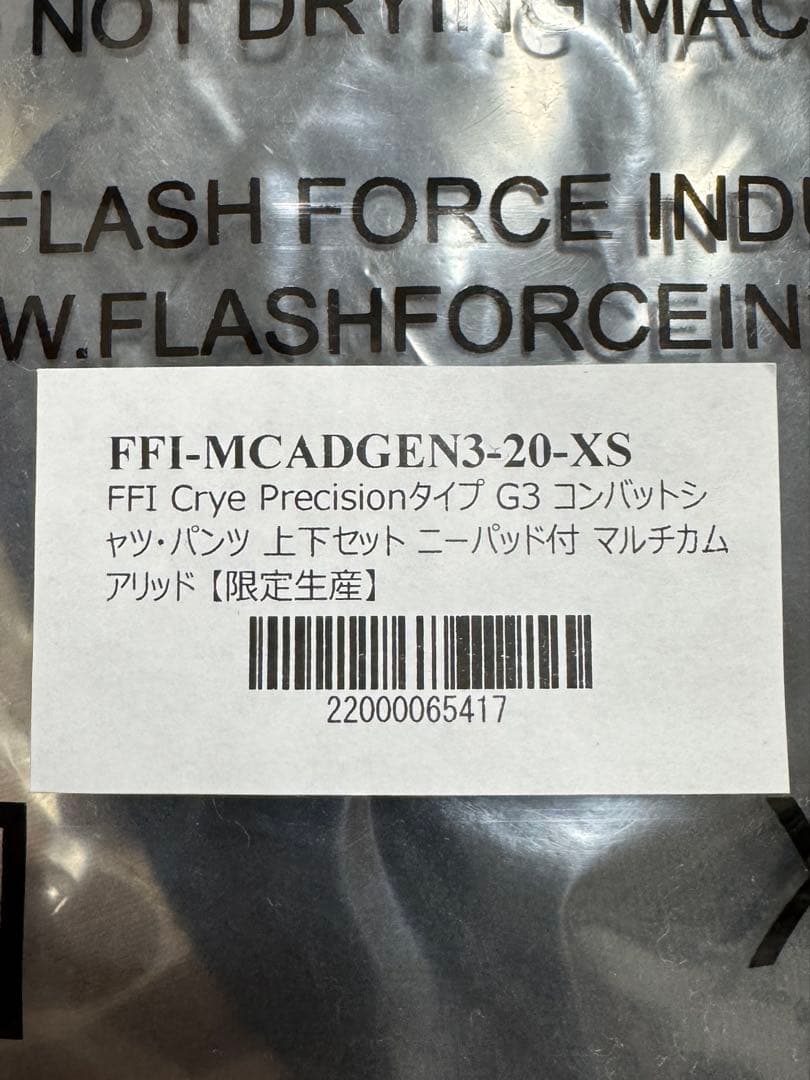 NOT DRYING MAC
FLASH FORCE INDU
W.FLASHFORCEIN
FFI-MCADGEN3-20-XS
FFI Crye Precisionタイプ G3 コンバットシ
ャツ・パンツ 上下セット ニーパッド付 マルチカム
アリッド【限定生産】
22000065417